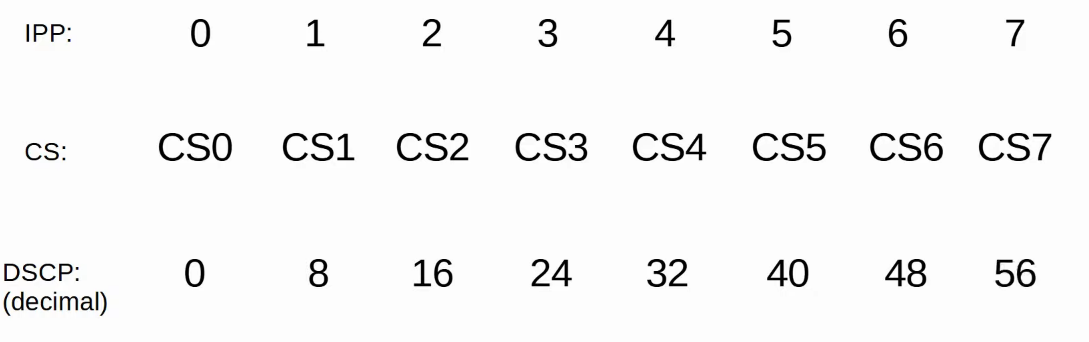 IPP: 0 1 2 3 4 5 6 7
CS: CS0 CS1 CS2 CS3 CS4 CS5 CS6 CS7
DSCP: 0 8 16 24 32 40 48 56
(decimal)